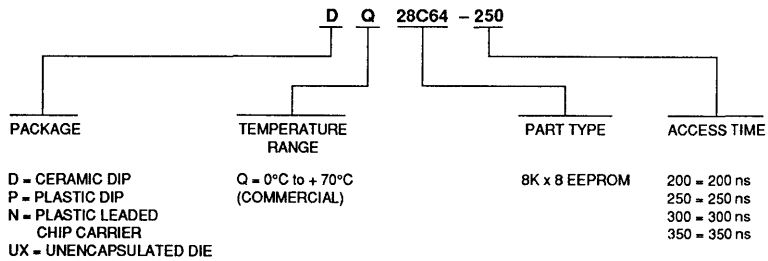 D Q 28C64 – 250
PACKAGE
TEMPERATURE
RANGE
PART TYPE
ACCESS TIME
D = CERAMIC DIP
P = PLASTIC DIP
N = PLASTIC LEADED
CHIP CARRIER
UX = UNENCAPSULATED DIE
Q = 0°C to + 70°C
(COMMERCIAL)
8K x 8 EEPROM
200 = 200 ns
250 = 250 ns
300 = 300 ns
350 = 350 ns